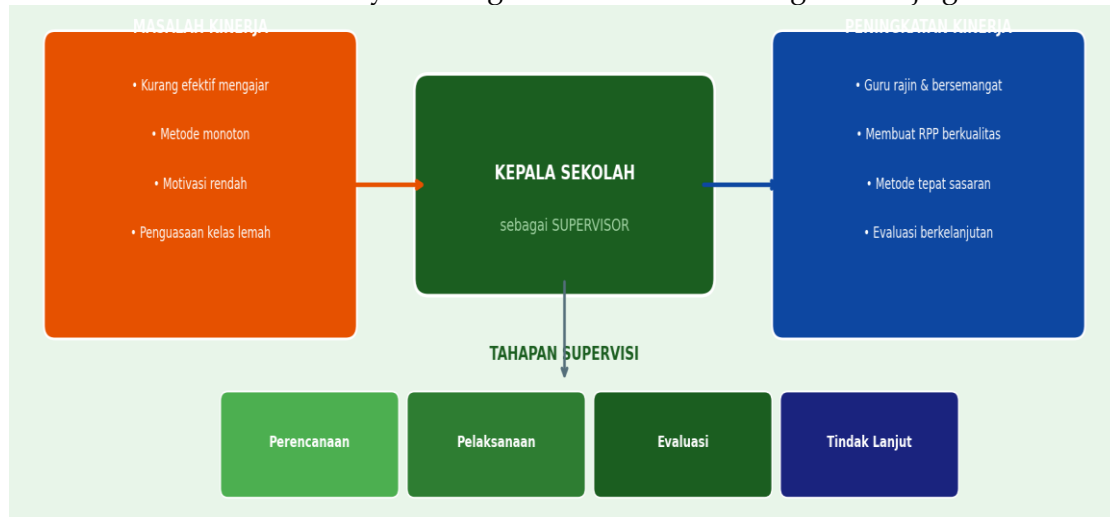 MASALAH KINERJA
• Kurang efektif mengajar
• Metode monoton
• Motivasi rendah
• Penguasaan kelas lemah
KEPALA SEKOLAH
sebagai SUPERVISOR
PENINGKATAN KINERJA
• Guru rajin & bersemangat
• Membuat RPP berkualitas
• Metode tepat sasaran
• Evaluasi berkelanjutan
TAHAPAN SUPERVISI
Perencanaan
Pelaksanaan
Evaluasi
Tindak Lanjut